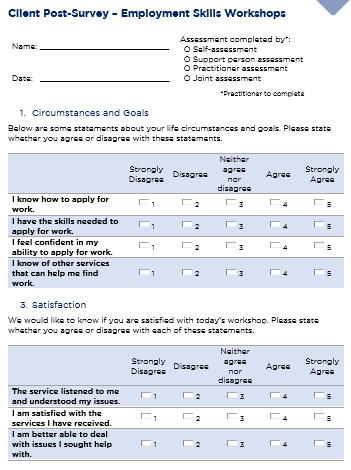 Client Post-Survey – Employment Skills Workshops
Name:
Assessment completed by*:
O Self-assessment
O Support person assessment
O Practitioner assessment
O Joint assessment
Date:
*Practitioner to complete
1. Circumstances and Goals
Below are some statements about your life circumstances and goals. Please state
whether you agree or disagree with these statements.
Strongly Disagree Disagree Neither agree nor disagree Agree Strongly Agree
I know how to apply for
work. 1 2 3 4 5
I have the skills needed to
apply for work. 1 2 3 4 5
I feel confident in my
ability to apply for work. 1 2 3 4 5
I know of other services
that can help me find
work. 1 2 3 4 5
3. Satisfaction
We would like to know if you are satisfied with today's workshop. Please state
whether you agree or disagree with each of these statements.
Strongly Disagree Disagree Neither agree nor disagree Agree Strongly Agree
The service listened to me
and understood my issues. 1 2 3 4 5
I am satisfied with the
services I have received. 1 2 3 4 5
I am better able to deal
with issues I sought help
with. 1 2 3 4 5